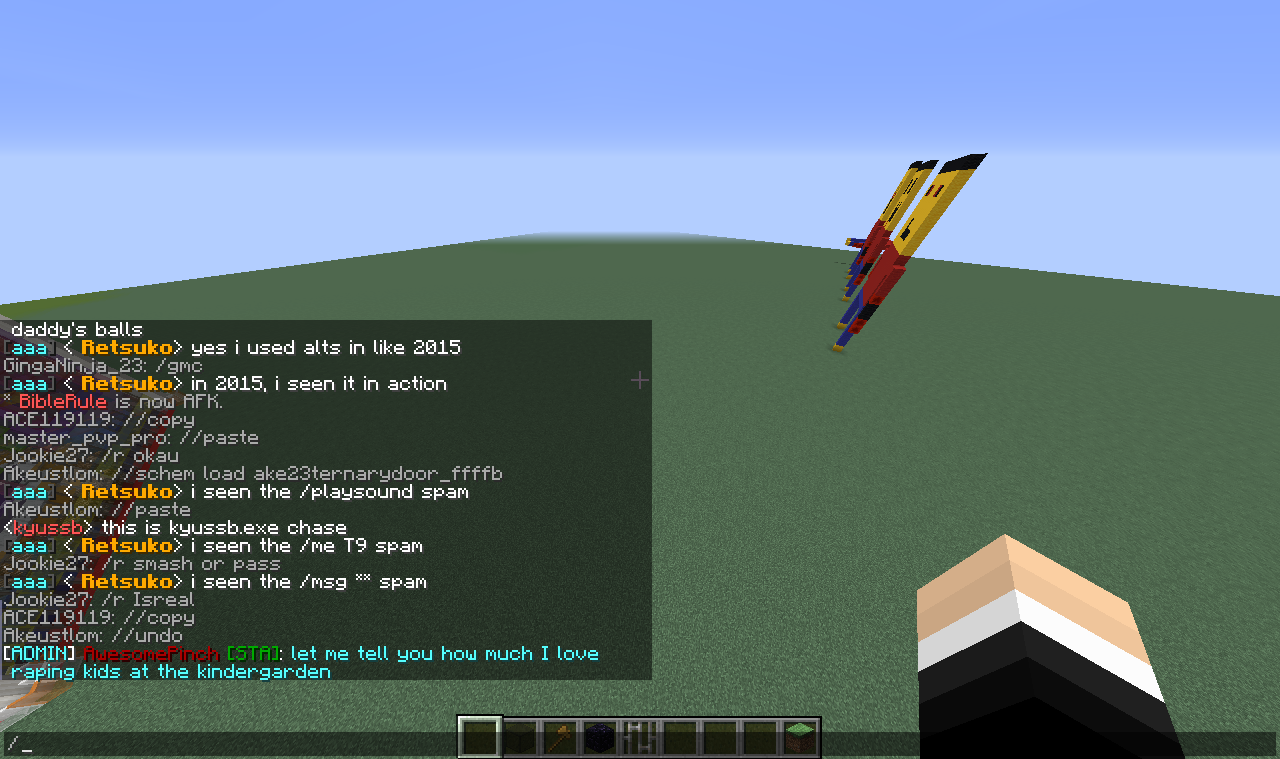 daddy's balls
[aaa] < Retsuko> yes i used alts in like 2015
GingaNinja_23: /gmc
[aaa] < Retsuko> in 2015, i seen it in action
* BibleRule is now AFK.
ACE119119: //copy
master_pvp_pro: //paste
Jookie27: /r okau
Akeustlom: //schem load ake23ternarydoor_ffffb
[aaa] < Retsuko> i seen the /playsound spam
Akeustlom: //paste
<kyussb> this is kyussb.exe chase
[aaa] < Retsuko> i seen the /me T9 spam
Jookie27: /r smash or pass
[aaa] < Retsuko> i seen the /msg ** spam
Jookie27: /r Isreal
ACE119119: //copy
Akeustlom: //undo
[ADMIN] AwesomePinch [STA]: let me tell you how much I love
raping kids at the kindergarden
/_